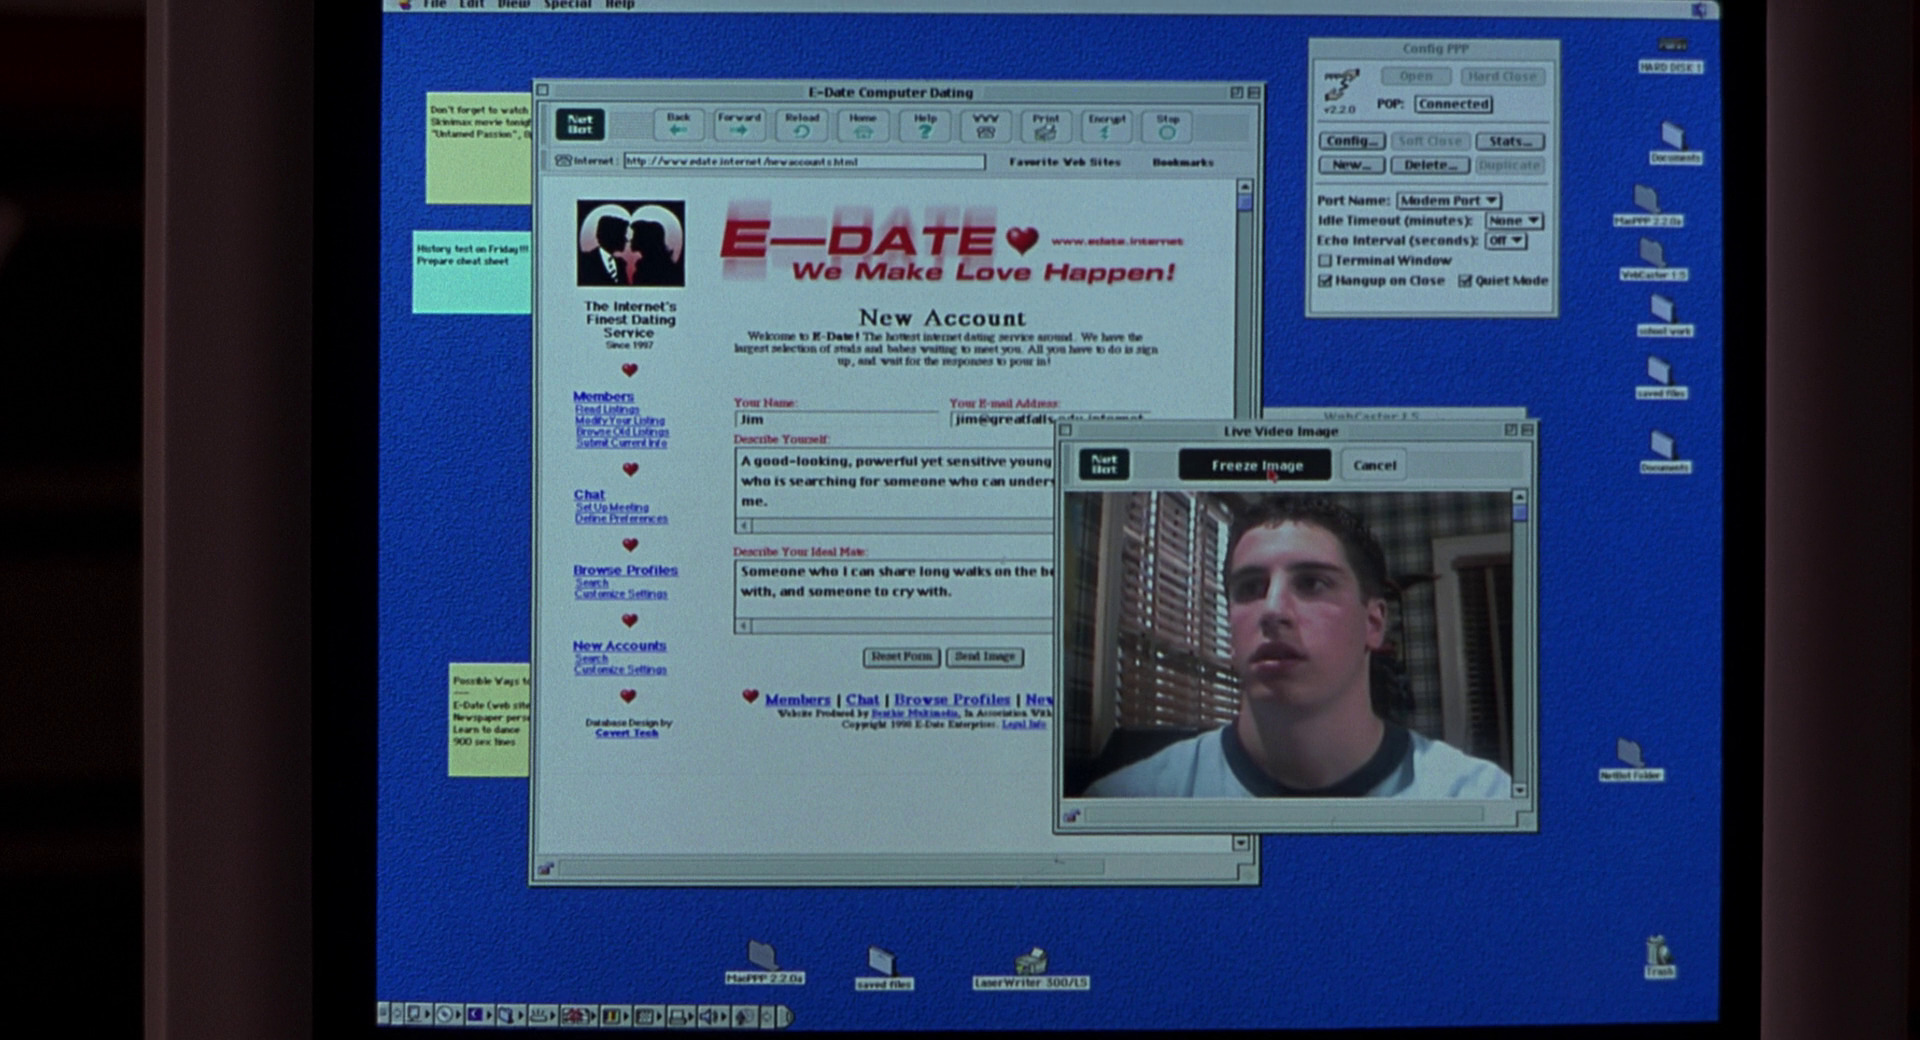 File Edit View Special Help
HARD DISK 1
Documents
MacPPP 2.2.0a
WebCaster 1.5
school work
saved files
Documents
NetBot Folder
Trash
Don't forget to watch
Skinimax movie tonig
"Untamed Passion", 8
History test on Friday!!!
Prepare cheat sheet
Possible Ways to
E-Date (web site
Newspaper pers
Learn to dance
900 sex lines
E-Date Computer Dating
Net
Bot
Back Forward Reload Home Help WWW Print Encrypt Stop
Internet: http://www.edate.internet/newaccounts.html Favorite Web Sites Bookmarks
E-DATE www.edate.internet
We Make Love Happen!
The Internet's
Finest Dating
Service
Since 1997
Members
Read Listings
Modify Your Listing
Browse Old Listings
Submit Current Info
Chat
Set Up Meeting
Define Preferences
Browse Profiles
Search
Customize Settings
New Accounts
Search
Customize Settings
Database Design by
Covert Tech
New Account
Welcome to E-Date! The hottest internet dating service around. We have the
largest selection of studs and babes waiting to meet you. All you have to do is sign
up, and wait for the responses to pour in!
Your Name: Your E-mail Address:
Jim jim@greatfalls.edu.internet
Describe Yourself:
A good-looking, powerful yet sensitive young
who is searching for someone who can unders
me.
Describe Your Ideal Mate:
Someone who I can share long walks on the be
with, and someone to cry with.
Reset Form Send Image
Members | Chat | Browse Profiles | New
Website Produced by Multimedia, In Association With
Copyright 1998 E-Date Enterprises. Legal Info
Config PPP
Open Hard Close
v2.2.0 POP: Connected
Config... Soft Close Stats...
New... Delete... Duplicate
Port Name: Modem Port
Idle Timeout (minutes): None
Echo Interval (seconds): Off
Terminal Window
Hangup on Close Quiet Mode
WebCaster 1.5
Live Video Image
Net
Bot
Freeze Image Cancel
MacPPP 2.2.0a
saved files
LaserWriter 300/LS